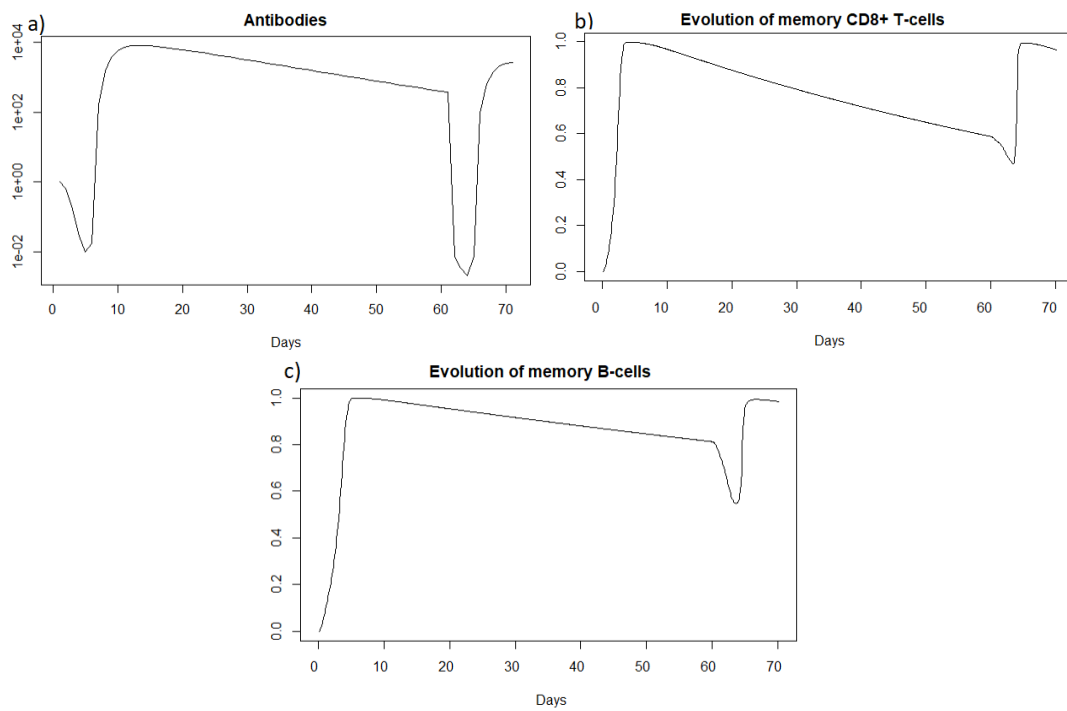 a)
Antibodies
1e+04
1e+02
1e+00
1e-02
0 10 20 30 40 50 60 70
Days
b)
Evolution of memory CD8+ T-cells
1.0
0.8
0.6
0.4
0.2
0.0
0 10 20 30 40 50 60 70
Days
c)
Evolution of memory B-cells
1.0
0.8
0.6
0.4
0.2
0.0
0 10 20 30 40 50 60 70
Days